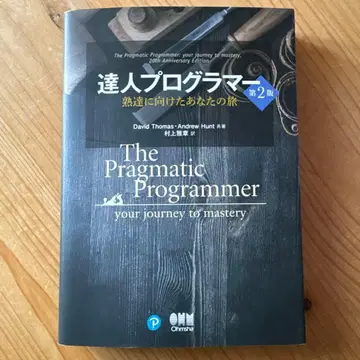 The Pragmatic Programmer: your journey to mastery,
20th Anniversary Edition
達人プログラマー
第2版
熟達に向けたあなたの旅
David Thomas・Andrew Hunt 共著
村上雅章 訳
The
Pragmatic
Programmer
your journey to mastery
P
OHM
Ohmsha